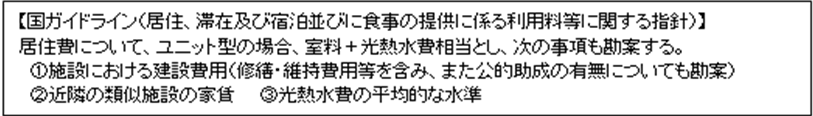 【国ガイドライン（居住、滞在及び宿泊並びに食事の提供に係る利用料等に関する指針）】
居住費について、ユニット型の場合、室料＋光熱水費相当とし、次の事項も勘案する。
①施設における建設費用（修繕・維持費用等を含み、また公的助成の有無についても勘案）
②近隣の類似施設の家賃　③光熱水費の平均的な水準